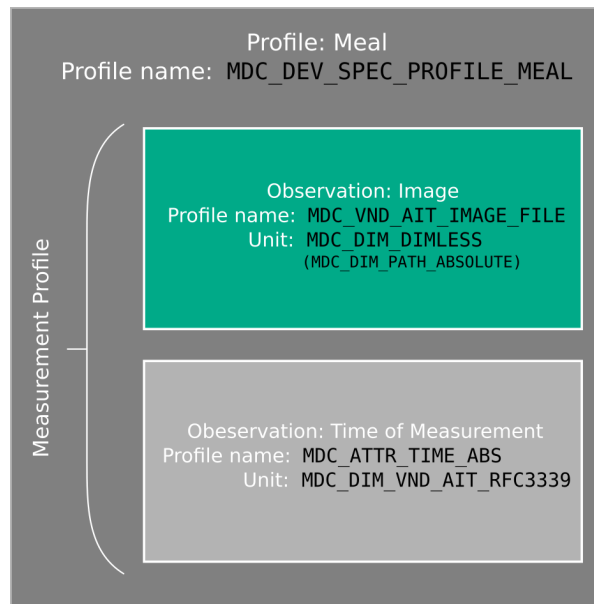 Profile: Meal
Profile name: MDC_DEV_SPEC_PROFILE_MEAL
Measurement Profile
Observation: Image
Profile name: MDC_VND_AIT_IMAGE_FILE
Unit: MDC_DIM_DIMLESS
(MDC_DIM_PATH_ABSOLUTE)
Obeservation: Time of Measurement
Profile name: MDC_ATTR_TIME_ABS
Unit: MDC_DIM_VND_AIT_RFC3339